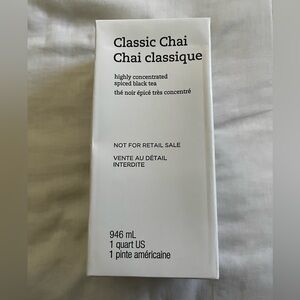 Classic Chai
Chai classique
highly concentrated
spiced black tea
thé noir épicé très concentré
NOT FOR RETAIL SALE
VENTE AU DÉTAIL
INTERDITE
946 mL
1 quart US
1 pinte américaine